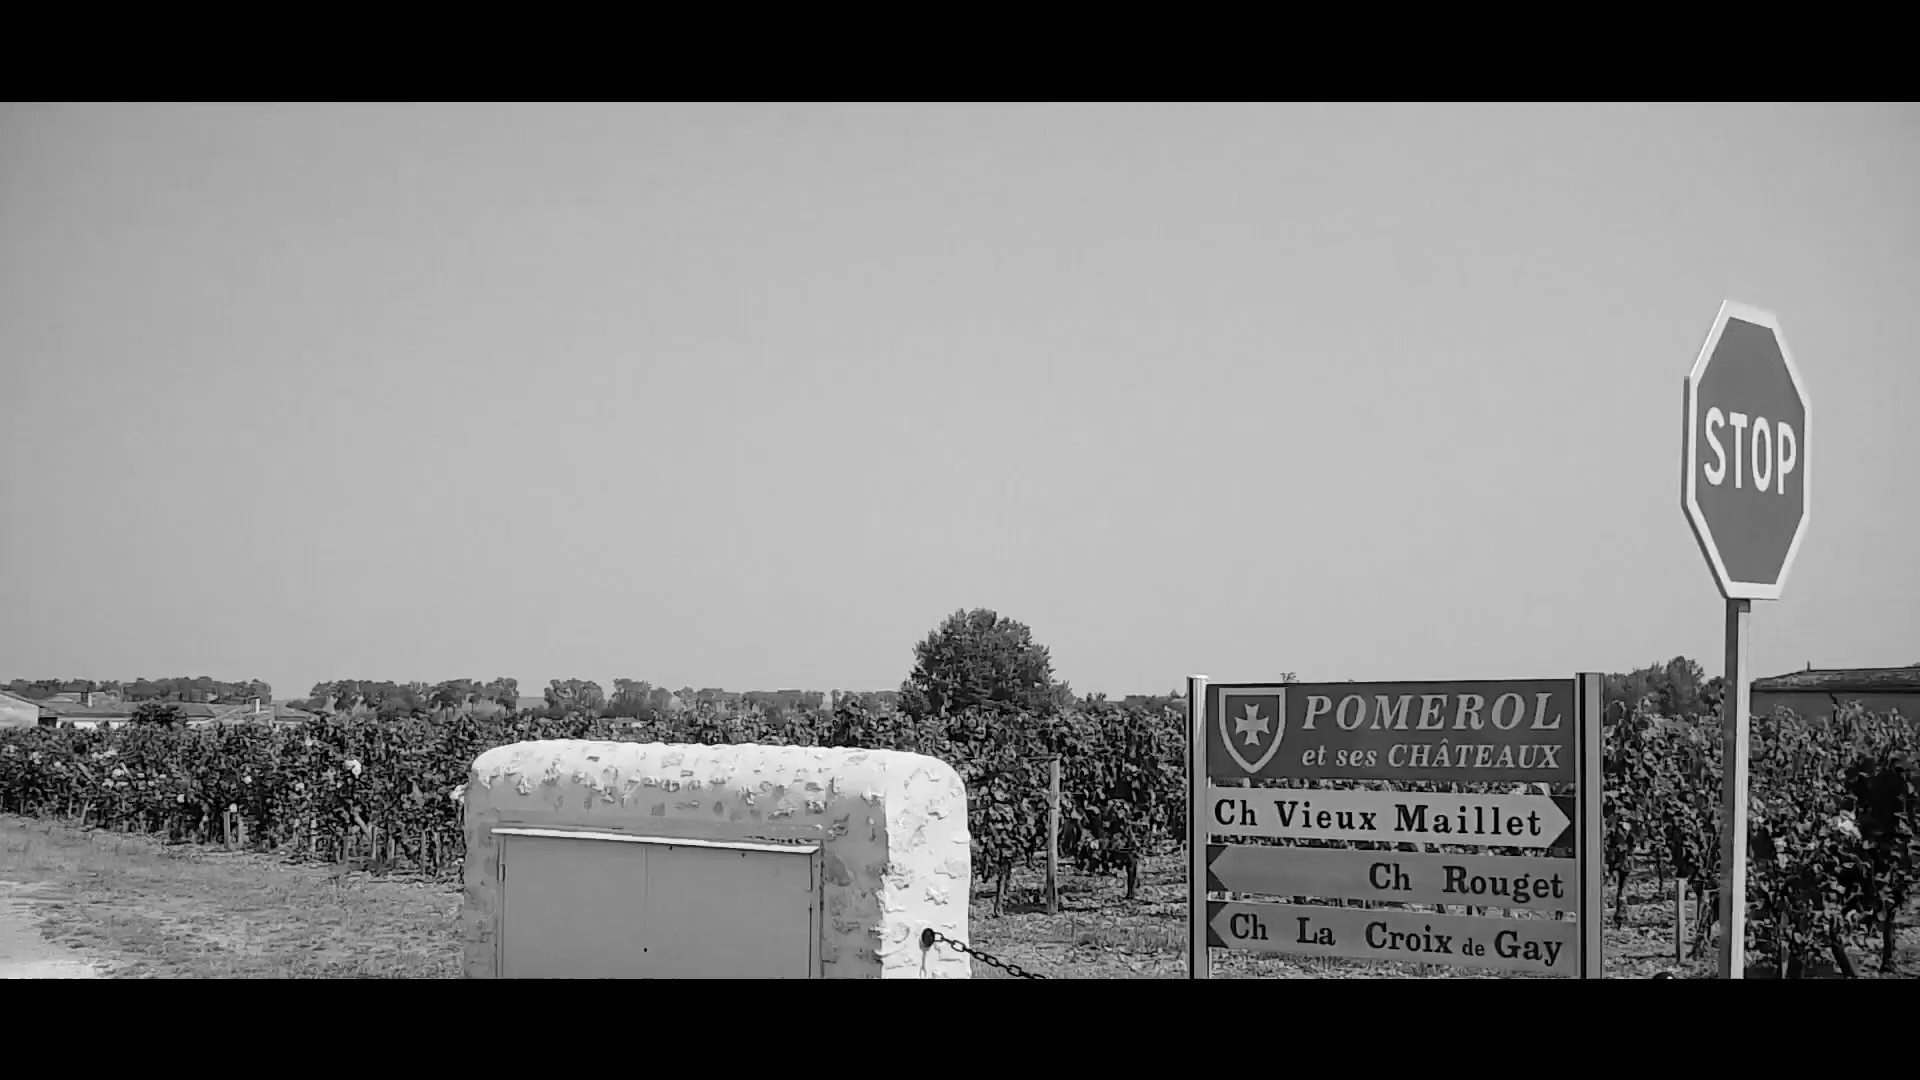 STOP
POMEROL
et ses CHÂTEAUX
Ch Vieux Maillet
Ch Rouget
Ch La Croix de Gay